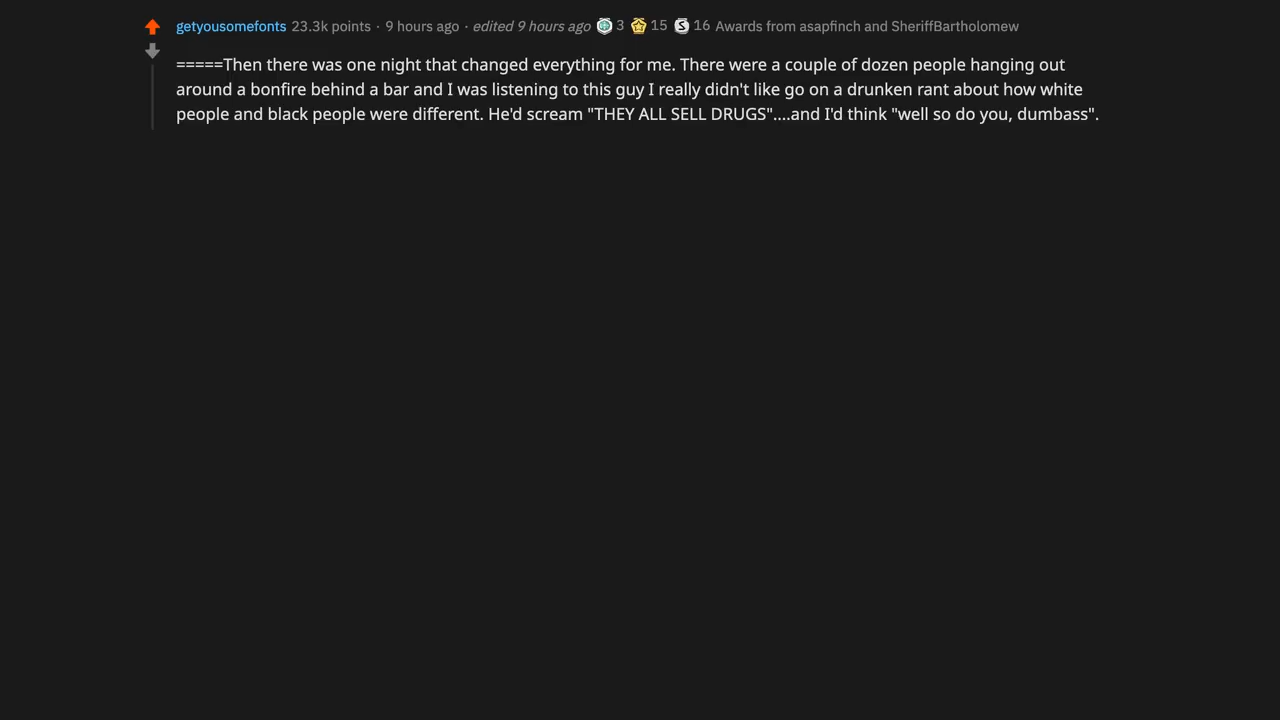 getyousomefonts 23.3k points · 9 hours ago · edited 9 hours ago 3 15 S 16 Awards from asapfinch and SheriffBartholomew
=====Then there was one night that changed everything for me. There were a couple of dozen people hanging out
around a bonfire behind a bar and I was listening to this guy I really didn't like go on a drunken rant about how white
people and black people were different. He'd scream "THEY ALL SELL DRUGS"....and I'd think "well so do you, dumbass".